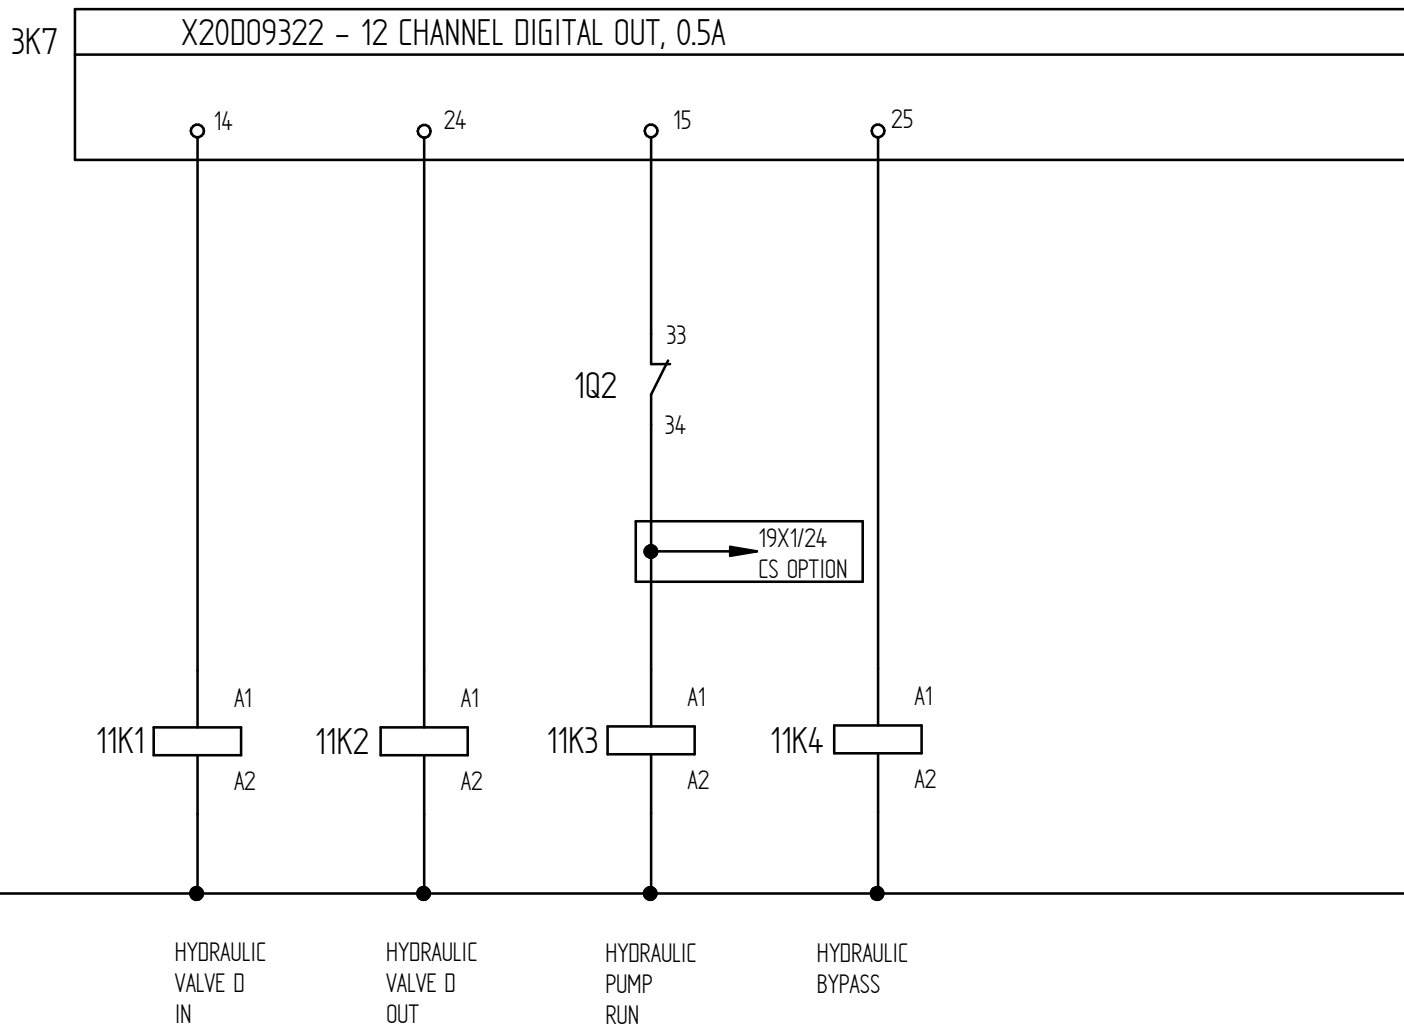 3K7
X20DO9322 - 12 CHANNEL DIGITAL OUT, 0.5A
14
24
15
25
33
1Q2
34
19X1/24
CS OPTION
A1
A1
A1
A1
11K1
11K2
11K3
11K4
A2
A2
A2
A2
HYDRAULIC
VALVE D
IN
HYDRAULIC
VALVE D
OUT
HYDRAULIC
PUMP
RUN
HYDRAULIC
BYPASS